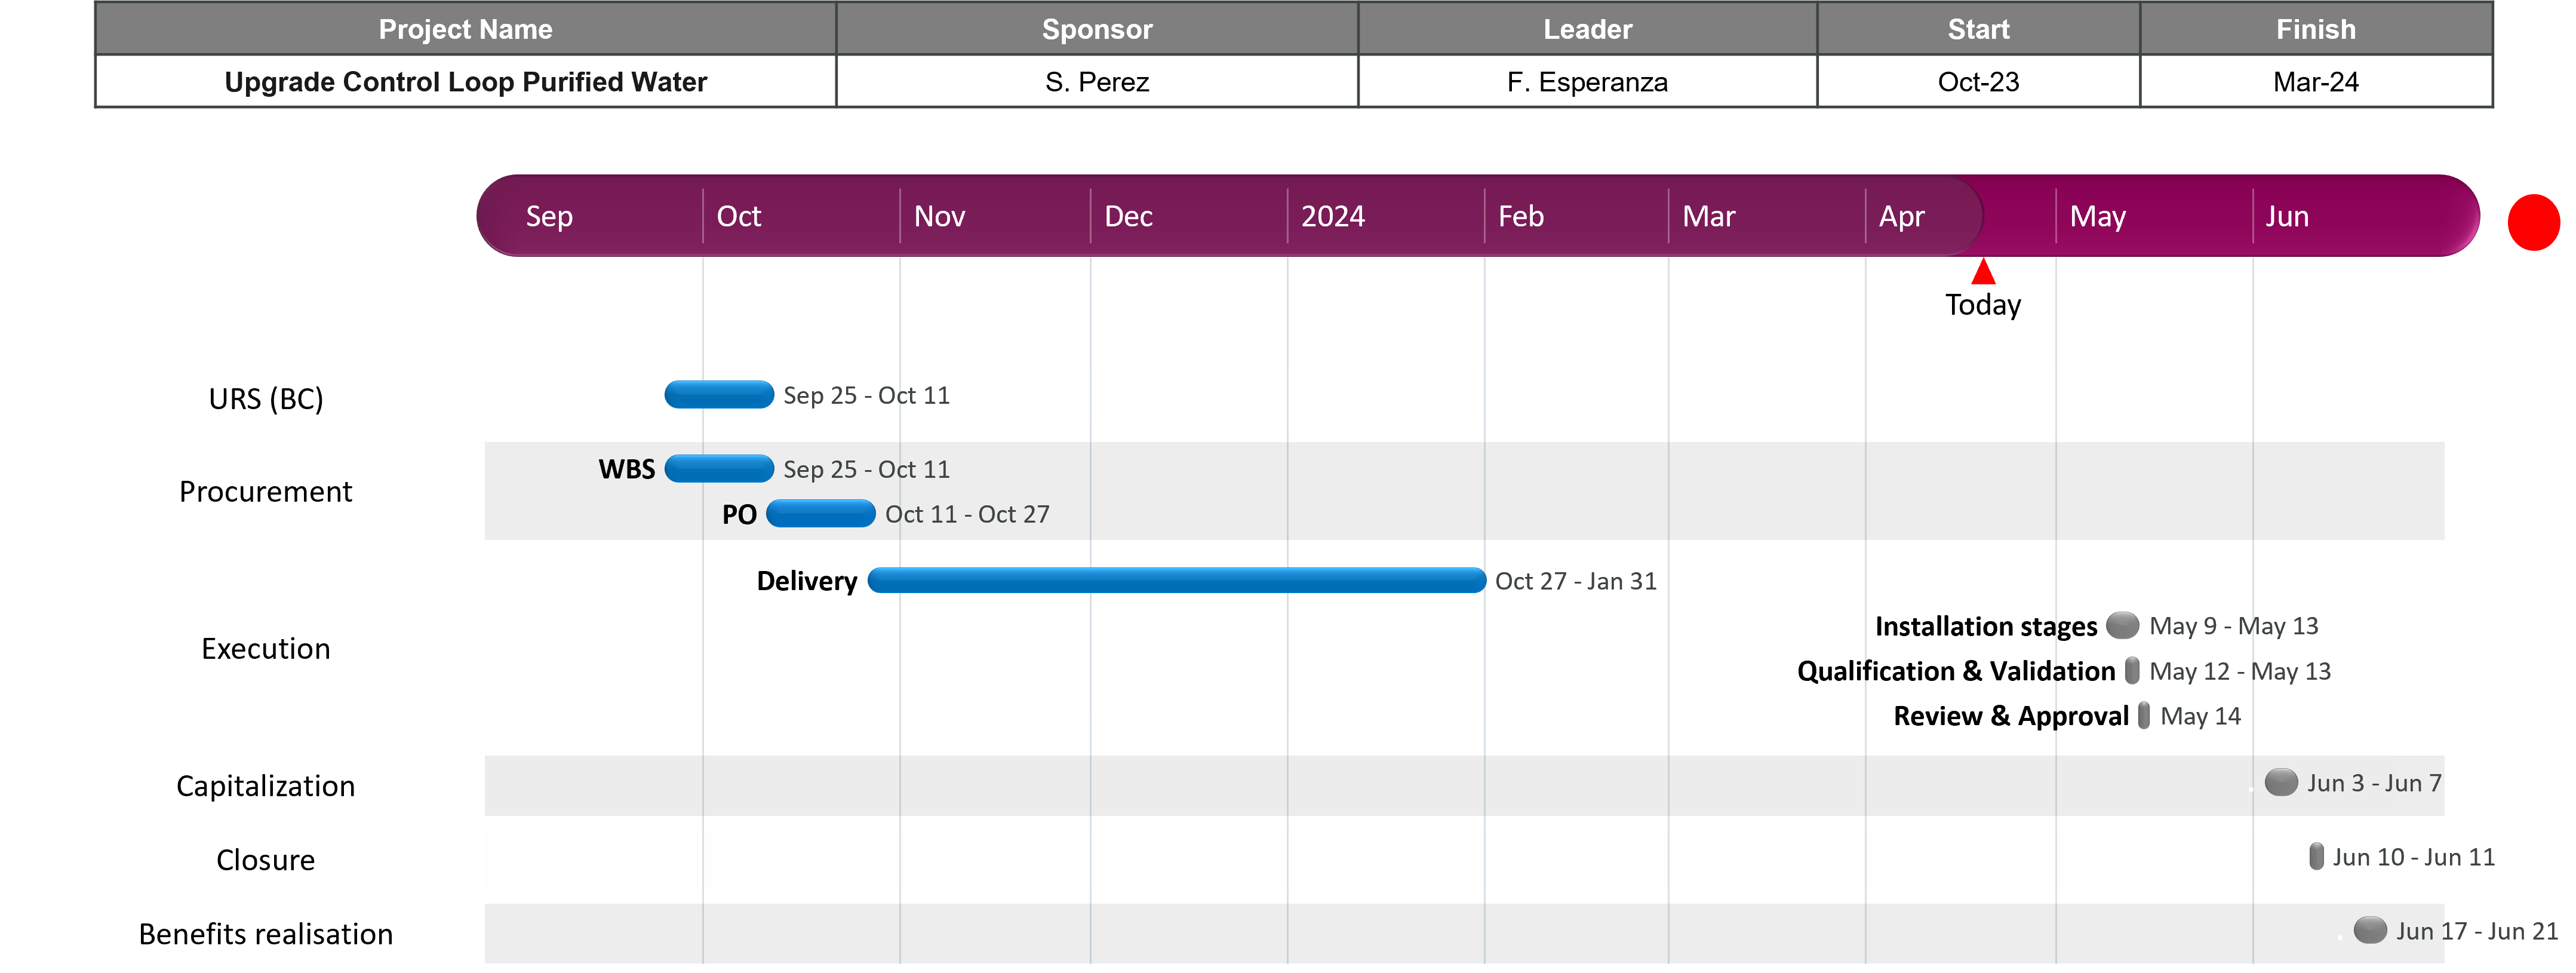 Project Name Sponsor Leader Start Finish
Upgrade Control Loop Purified Water S. Perez F. Esperanza Oct-23 Mar-24
Sep Oct Nov Dec 2024 Feb Mar Apr May Jun
Today
URS (BC) Sep 25 - Oct 11
Procurement
WBS Sep 25 - Oct 11
PO Oct 11 - Oct 27
Execution
Delivery Oct 27 - Jan 31
Installation stages May 9 - May 13
Qualification & Validation May 12 - May 13
Review & Approval May 14
Capitalization Jun 3 - Jun 7
Closure Jun 10 - Jun 11
Benefits realisation Jun 17 - Jun 21